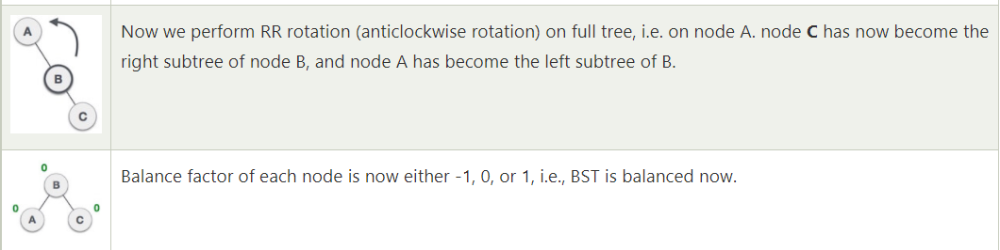 A
B
C
Now we perform RR rotation (anticlockwise rotation) on full tree, i.e. on node A. node C has now become the
right subtree of node B, and node A has become the left subtree of B.
0
B
0
A
C
0
Balance factor of each node is now either -1, 0, or 1, i.e., BST is balanced now.